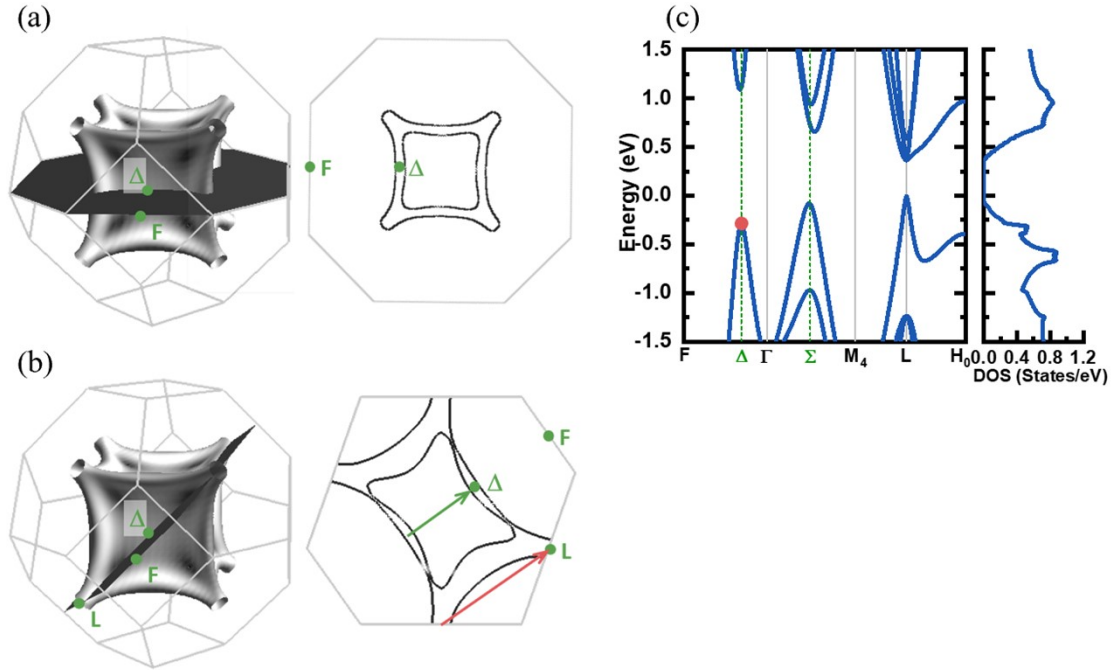 (a)
Δ
F
F
Δ
(b)
Δ
F
L
F
Δ
L
(c)
Energy (eV)
1.5
1.0
0.5
0.0
-0.5
-1.0
-1.5
F Δ Γ Σ M4 L H0
0.0 0.4 0.8 1.2
DOS (States/eV)